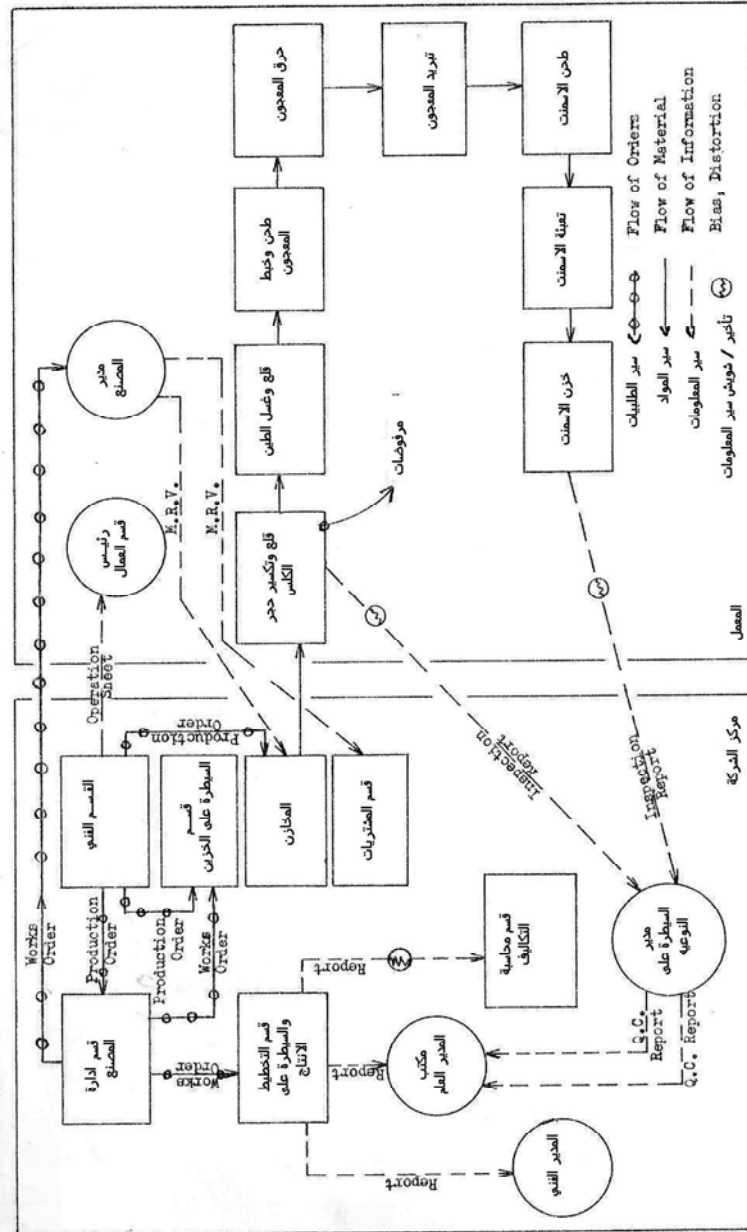 حرق المعجون
تبريد المعجون
طحن الاسمنت
طحن وخبط
المعجون
تعبئة الاسمنت
مدير
المصنع
قلع وغسل الطين
خزن الاسمنت
رئيس
قسم العمال
قلع وتكسير حجر
الكلس
مرفوضات
M.R.V.
M.R.V.
Operation
Sheet
Works
Order
القسم الفني
Production
Order
قسم
السيطرة على الخزين
المخازن
قسم المشتريات
Production
Order
Production
Order
Works
Order
قسم ادارة
المصنع
Works
Order
قسم التخطيط
والسيطرة على
الانتاج
Report
Report
Report
قسم محاسبة
التكاليف
مكتب
المدير العام
المدير الفني
مدير
السيطرة على
النوعيه
Q.C.
Report
Q.C. Report
Inspection
Report
Inspection
Report
سير الطلبيات Flow of Orders
سير المواد Flow of Material
سير المعلومات Flow of Information
تأخير / شويش سير المعلومات Bias, Distortion
المعمل
مركز الشركة